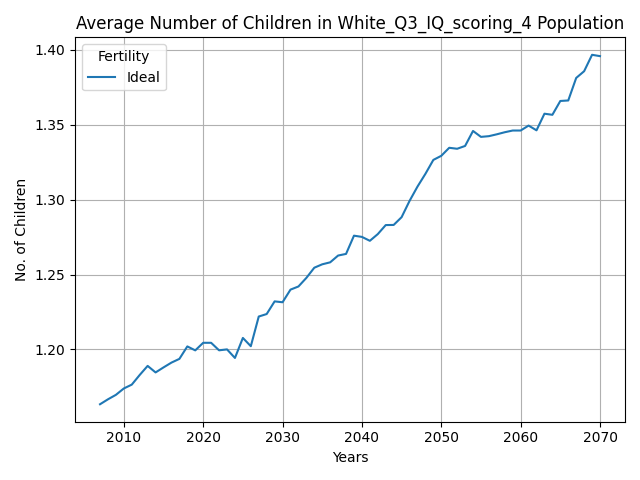 Average Number of Children in White_Q3_IQ_scoring_4 Population
Fertility
Ideal
No. of Children
1.40
1.35
1.30
1.25
1.20
2010 2020 2030 2040 2050 2060 2070
Years